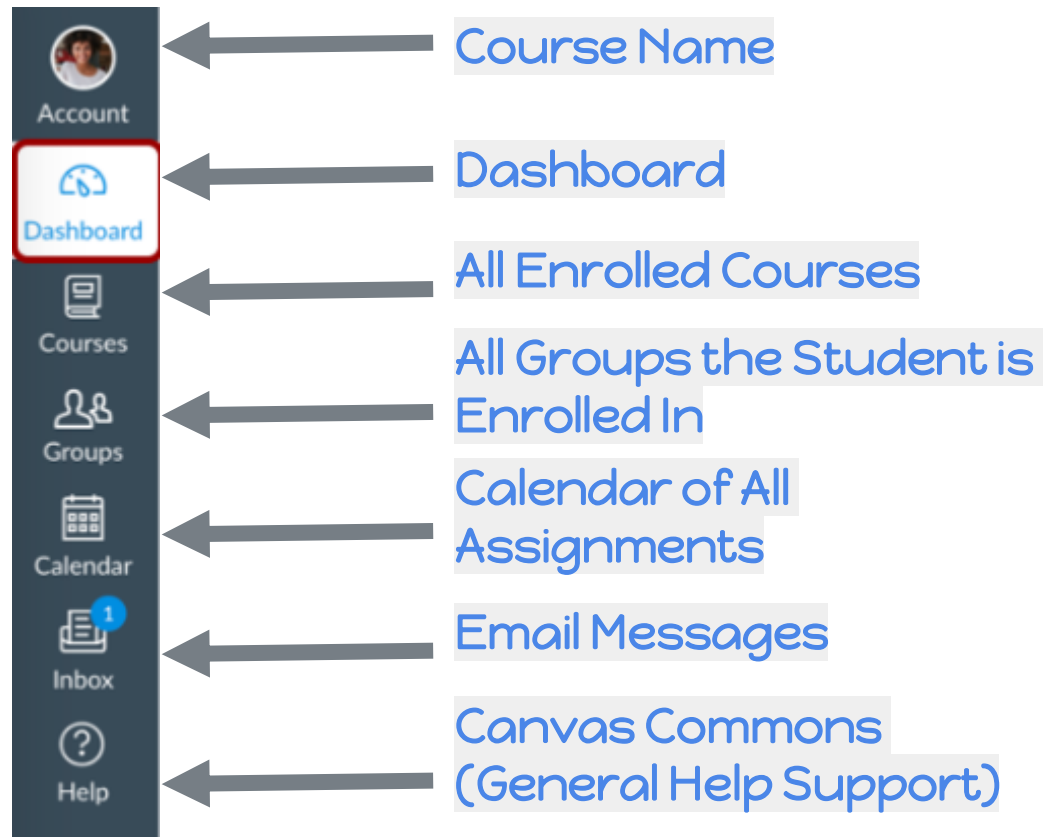 Account
Course Name
Dashboard
Dashboard
Courses
All Enrolled Courses
Groups
All Groups the Student is
Enrolled In
Calendar
Calendar of All
Assignments
1
Inbox
Email Messages
Help
Canvas Commons
(General Help Support)